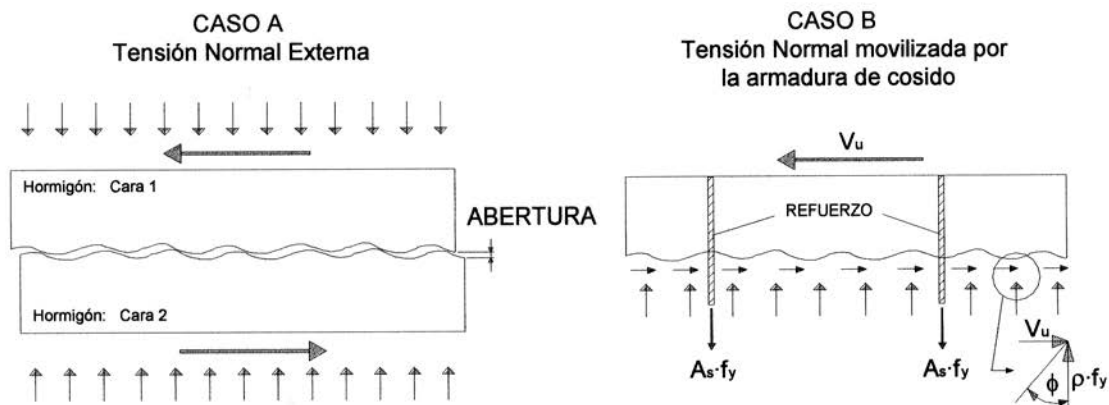 CASO A
Tensión Normal Externa
Hormigón: Cara 1
ABERTURA
Hormigón: Cara 2
CASO B
Tensión Normal movilizada por
la armadura de cosido
Vu
REFUERZO
As·fy
As·fy
Vu
ϕ
ρ·fy